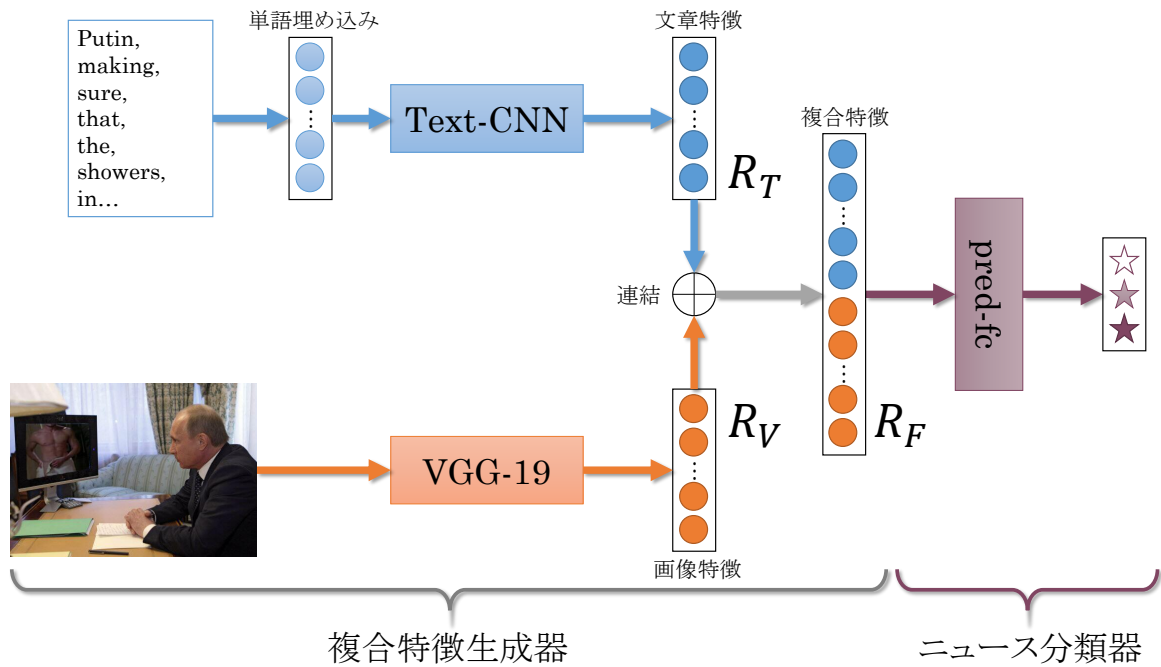 単語埋め込み
Putin,
making,
sure,
that,
the,
showers,
in…
Text-CNN
文章特徴
R_T
複合特徴
連結
pred-fc
VGG-19
R_V
R_F
画像特徴
複合特徴生成器
ニュース分類器